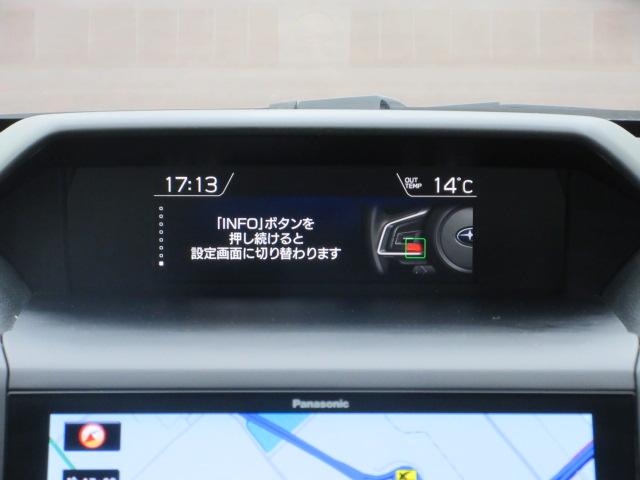 17:13
OUT
TEMP
14°C
「INFO」ボタンを
押し続けると
設定画面に切り替わります
Panasonic